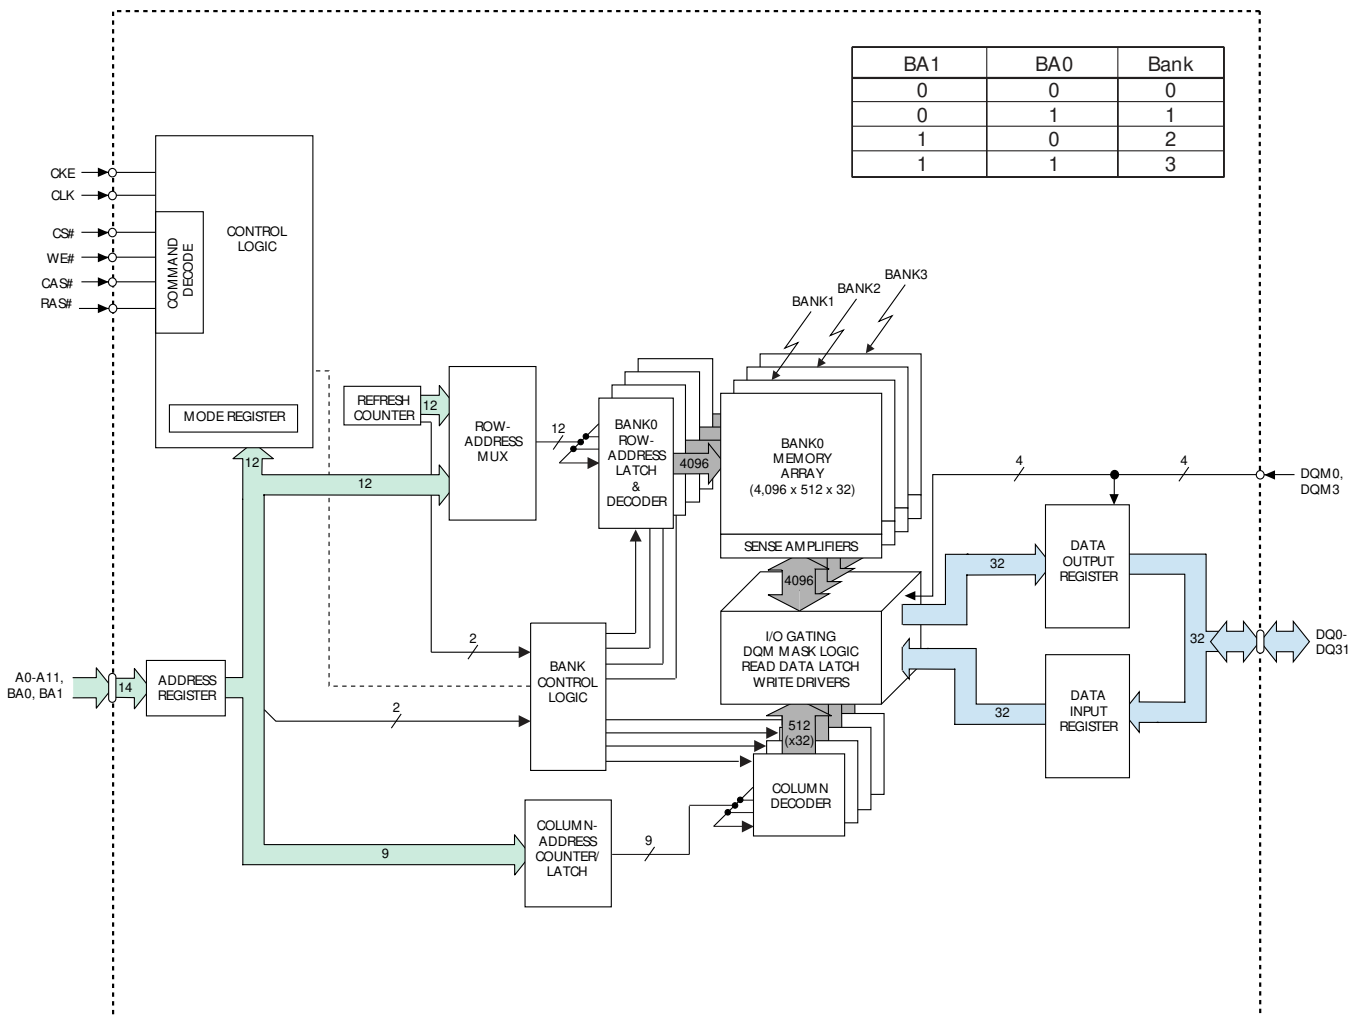 BA1 BA0 Bank
0 0 0
0 1 1
1 0 2
1 1 3
CKE
CLK
CS#
WE#
CAS#
RAS#
CONTROL
LOGIC
COMMAND
DECODE
MODE REGISTER
BANK1
BANK2
BANK3
REFRESH
COUNTER
12
ROW-
ADDRESS
MUX
12
BANK0
ROW-
ADDRESS
LATCH
&
DECODER
4096
BANK0
MEMORY
ARRAY
(4,096 x 512 x 32)
SENSE AMPLIFIERS
12
12
4096
4
4
DQM0,
DQM3
DATA
OUTPUT
REGISTER
32
I/O GATING
DQM MASK LOGIC
READ DATA LATCH
WRITE DRIVERS
32
DQ0-
DQ31
DATA
INPUT
REGISTER
32
2
BANK
CONTROL
LOGIC
A0-A11,
BA0, BA1
14
ADDRESS
REGISTER
2
512
(x32)
COLUMN
DECODER
COLUMN-
ADDRESS
COUNTER/
LATCH
9
9